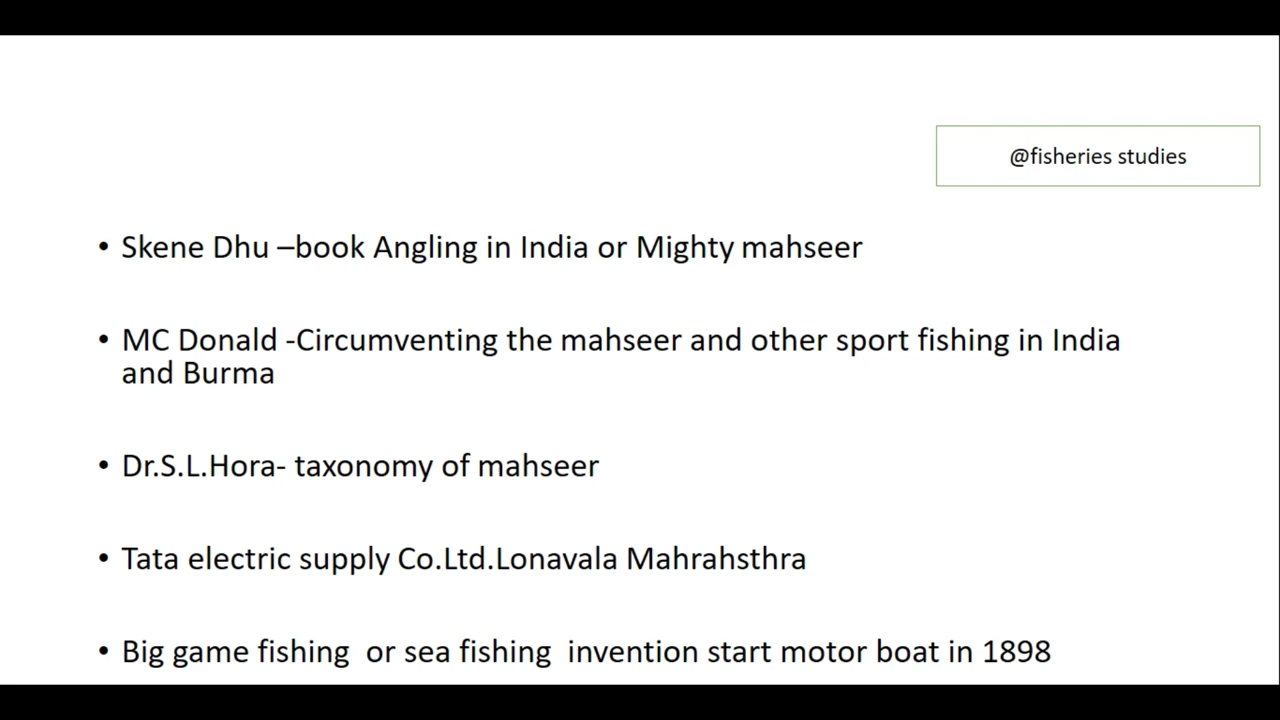 @fisheries studies
• Skene Dhu –book Angling in India or Mighty mahseer
• MC Donald -Circumventing the mahseer and other sport fishing in India
and Burma
• Dr.S.L.Hora- taxonomy of mahseer
• Tata electric supply Co.Ltd.Lonavala Mahrahsthra
• Big game fishing or sea fishing invention start motor boat in 1898